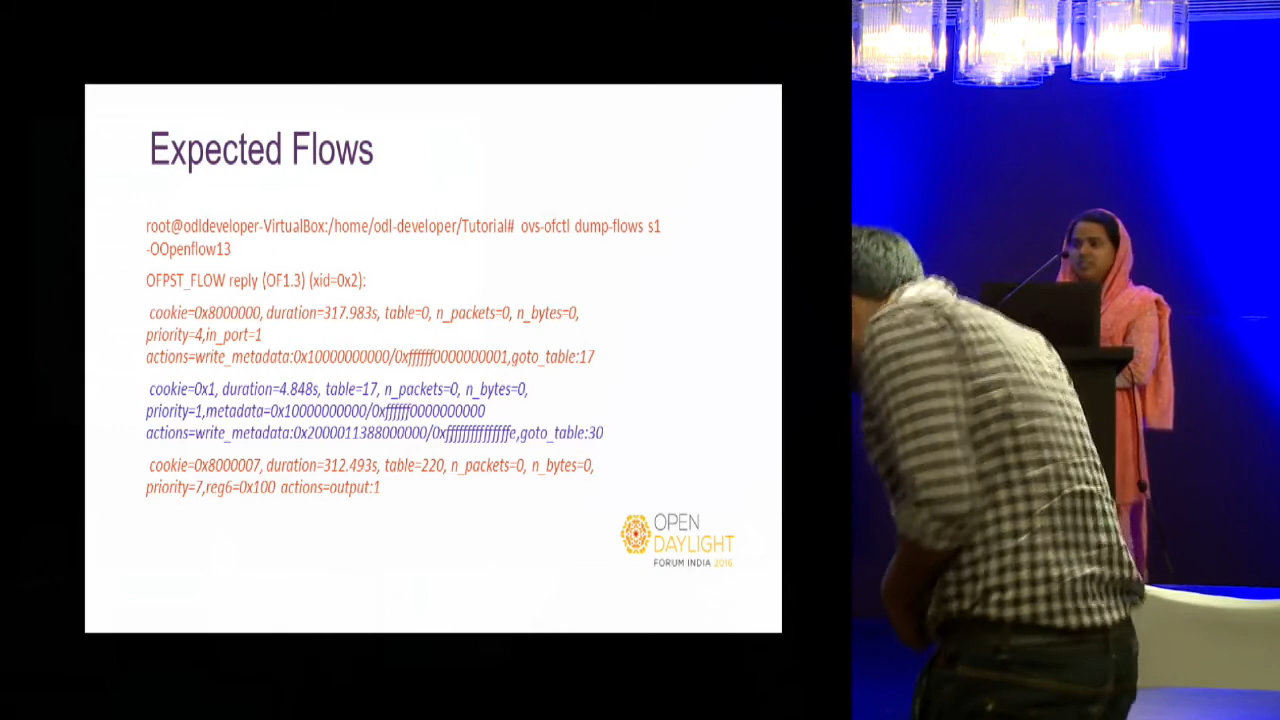 Expected Flows
root@odldeveloper-VirtualBox:/home/odl-developer/Tutorial# ovs-ofctl dump-flows s1
-OOpenflow13
OFPST_FLOW reply (OF1.3) (xid=0x2):
cookie=0x8000000, duration=317.983s, table=0, n_packets=0, n_bytes=0,
priority=4,in_port=1
actions=write_metadata:0x10000000000/0xffffff0000000001,goto_table:17
cookie=0x1, duration=4.848s, table=17, n_packets=0, n_bytes=0,
priority=1,metadata=0x10000000000/0xffffff0000000000
actions=write_metadata:0x2000011388000000/0xfffffffffffffffe,goto_table:30
cookie=0x8000007, duration=312.493s, table=220, n_packets=0, n_bytes=0,
priority=7,reg6=0x100 actions=output:1
OPEN
DAYLIGHT
FORUM INDIA 2016